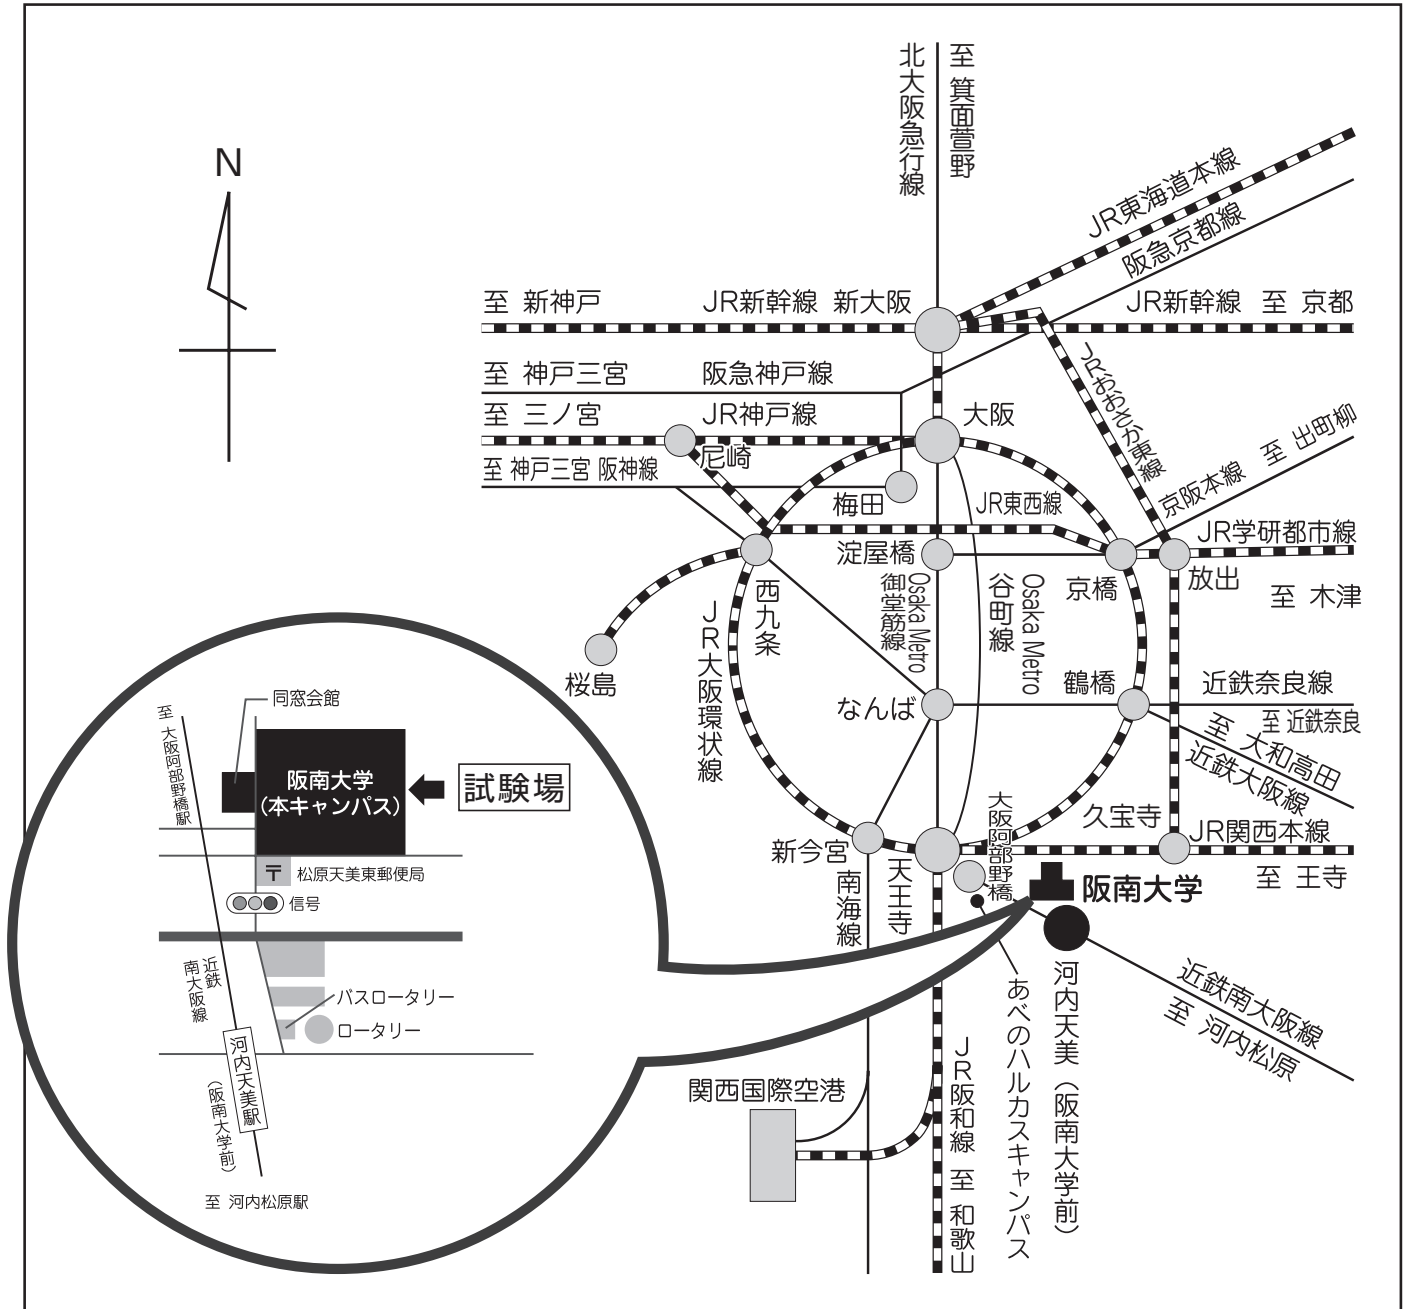 N
北大阪急行線
至 箕面萱野
JR東海道本線
阪急京都線
至 新神戸
JR新幹線 新大阪
JR新幹線 至 京都
至 神戸三宮
阪急神戸線
至 三ノ宮
JR神戸線
大阪
JRおおさか東線
至 出町柳
京阪本線
尼崎
至 神戸三宮 阪神線
梅田
JR東西線
JR学研都市線
淀屋橋
京橋
放出
至 木津
西九条
御堂筋線
Osaka Metro
谷町線
Osaka Metro
桜島
JR大阪環状線
なんば
鶴橋
近鉄奈良線
至 近鉄奈良
至 大和高田
近鉄大阪線
久宝寺
JR関西本線
至 王寺
新今宮
南海線
天王寺
大阪阿部野橋
阪南大学
河内天美(阪南大学前)
あべのハルカスキャンパス
近鉄南大阪線
至 河内松原
関西国際空港
JR阪和線 至 和歌山
同窓会館
至 大阪阿部野橋駅
阪南大学
(本キャンパス)
試験場
〒
松原天美東郵便局
信号
近鉄
南大阪線
バスロータリー
ロータリー
河内天美駅
(阪南大学前)
至 河内松原駅